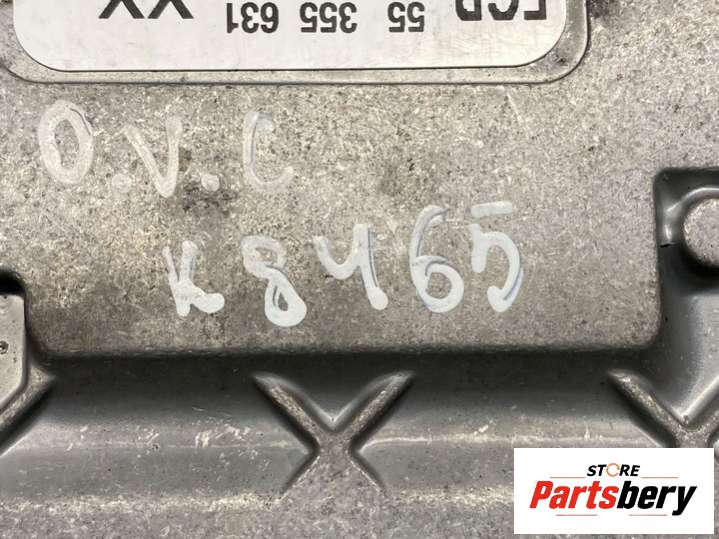 55 355 631
XX
O.V.C
K8465
STORE
Partsbery